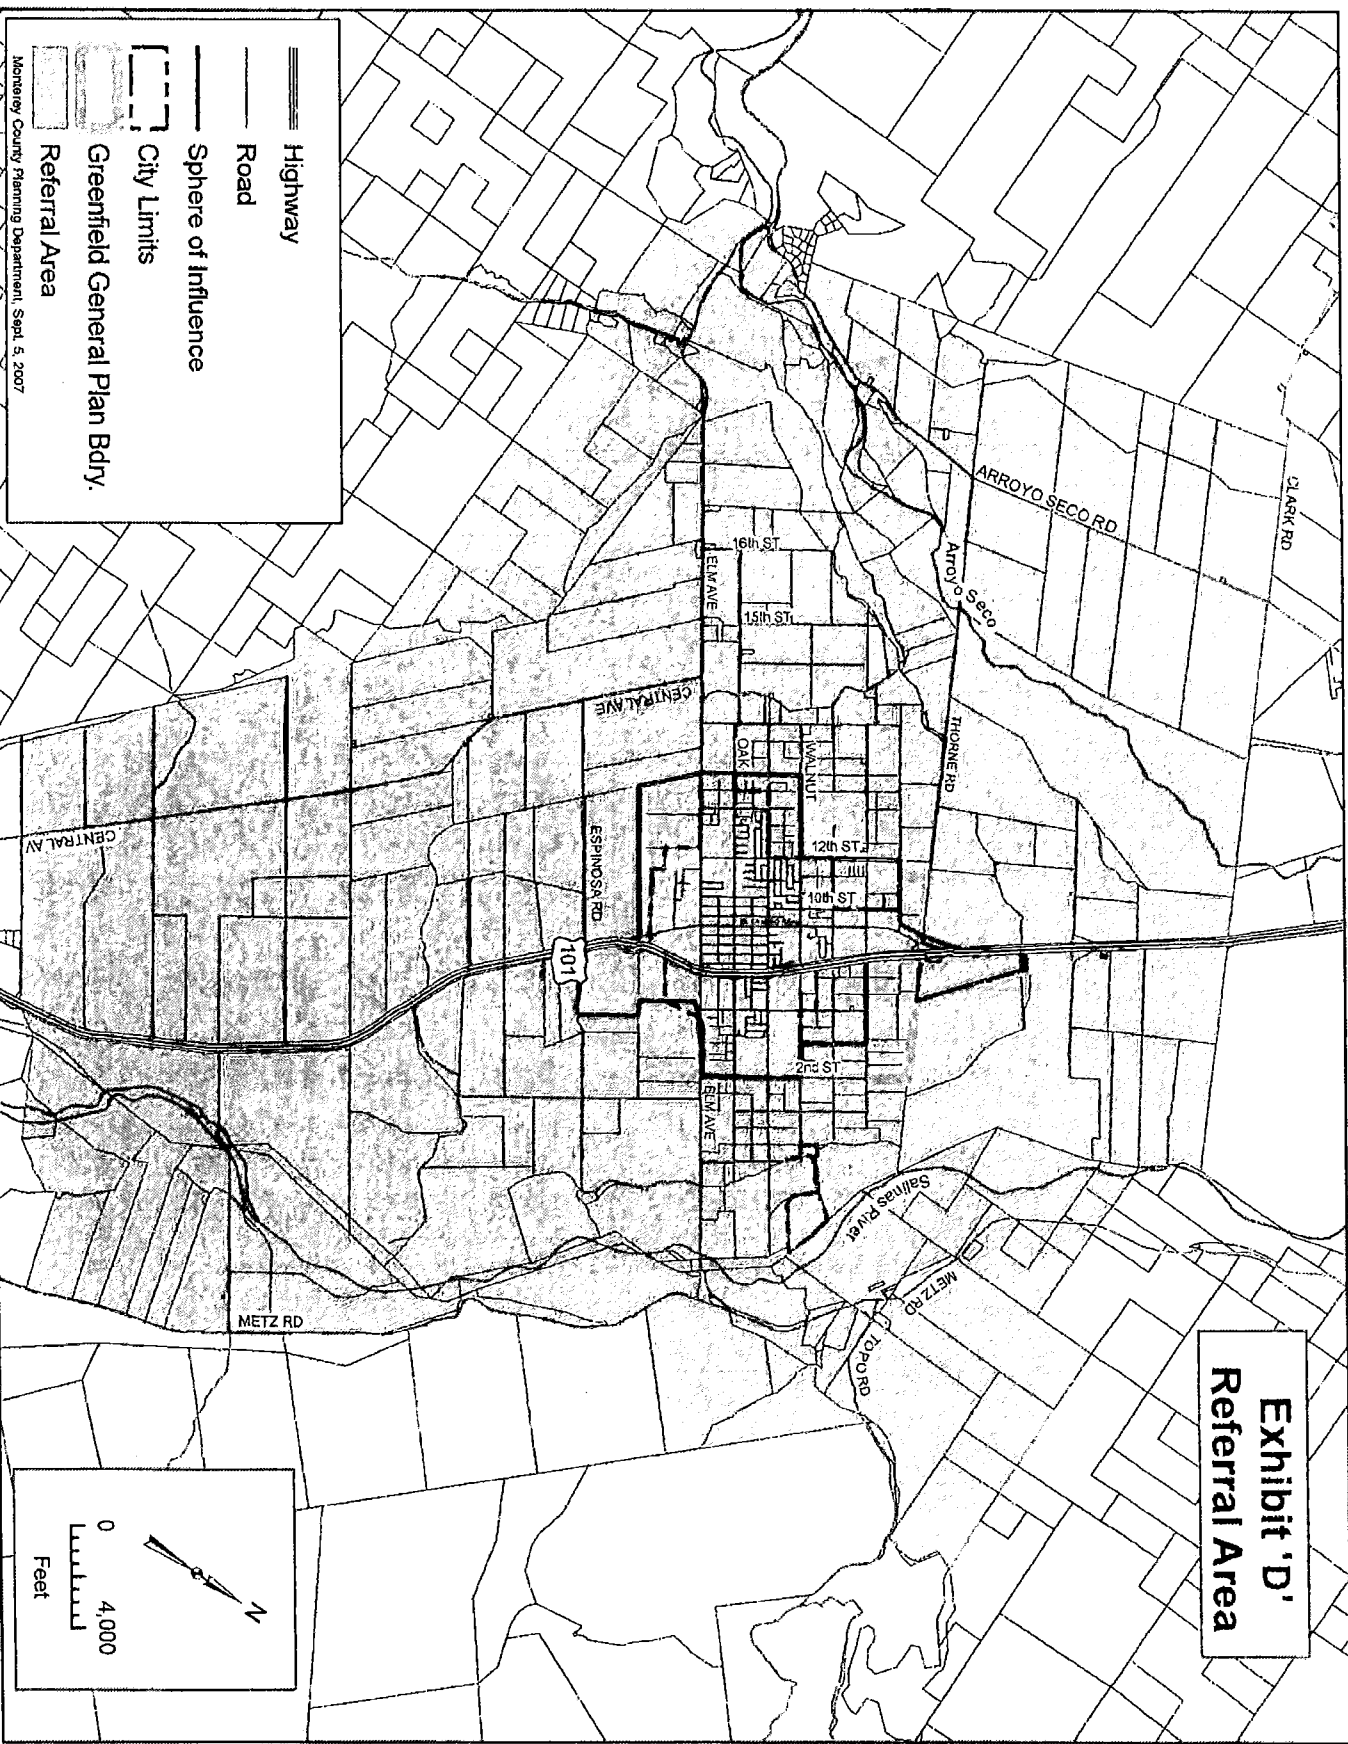 Exhibit 'D'
Referral Area
CLARK RD
ARROYO SECO RD
Arroyo Seco
THORNE RD
16th ST
15th ST
ELM AVE
CENTRAL AVE
OAK
WALNUT
12th ST
10th ST
ESPINOSA RD
101
2nd ST
ELM AVE
Salinas River
METZ RD
TOPO RD
METZ RD
CENTRAL AV
Highway
Road
Sphere of Influence
City Limits
Greenfield General Plan Bdry.
Referral Area
Monterey County Planning Department, Sept. 5, 2007
N
0 4,000
Feet